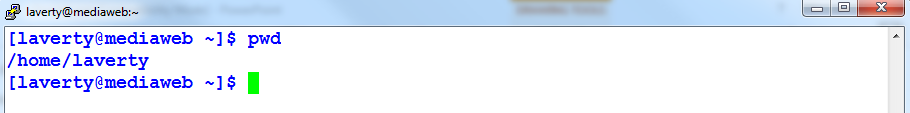 laverty@mediaweb:~
[laverty@mediaweb ~]$ pwd
/home/laverty
[laverty@mediaweb ~]$